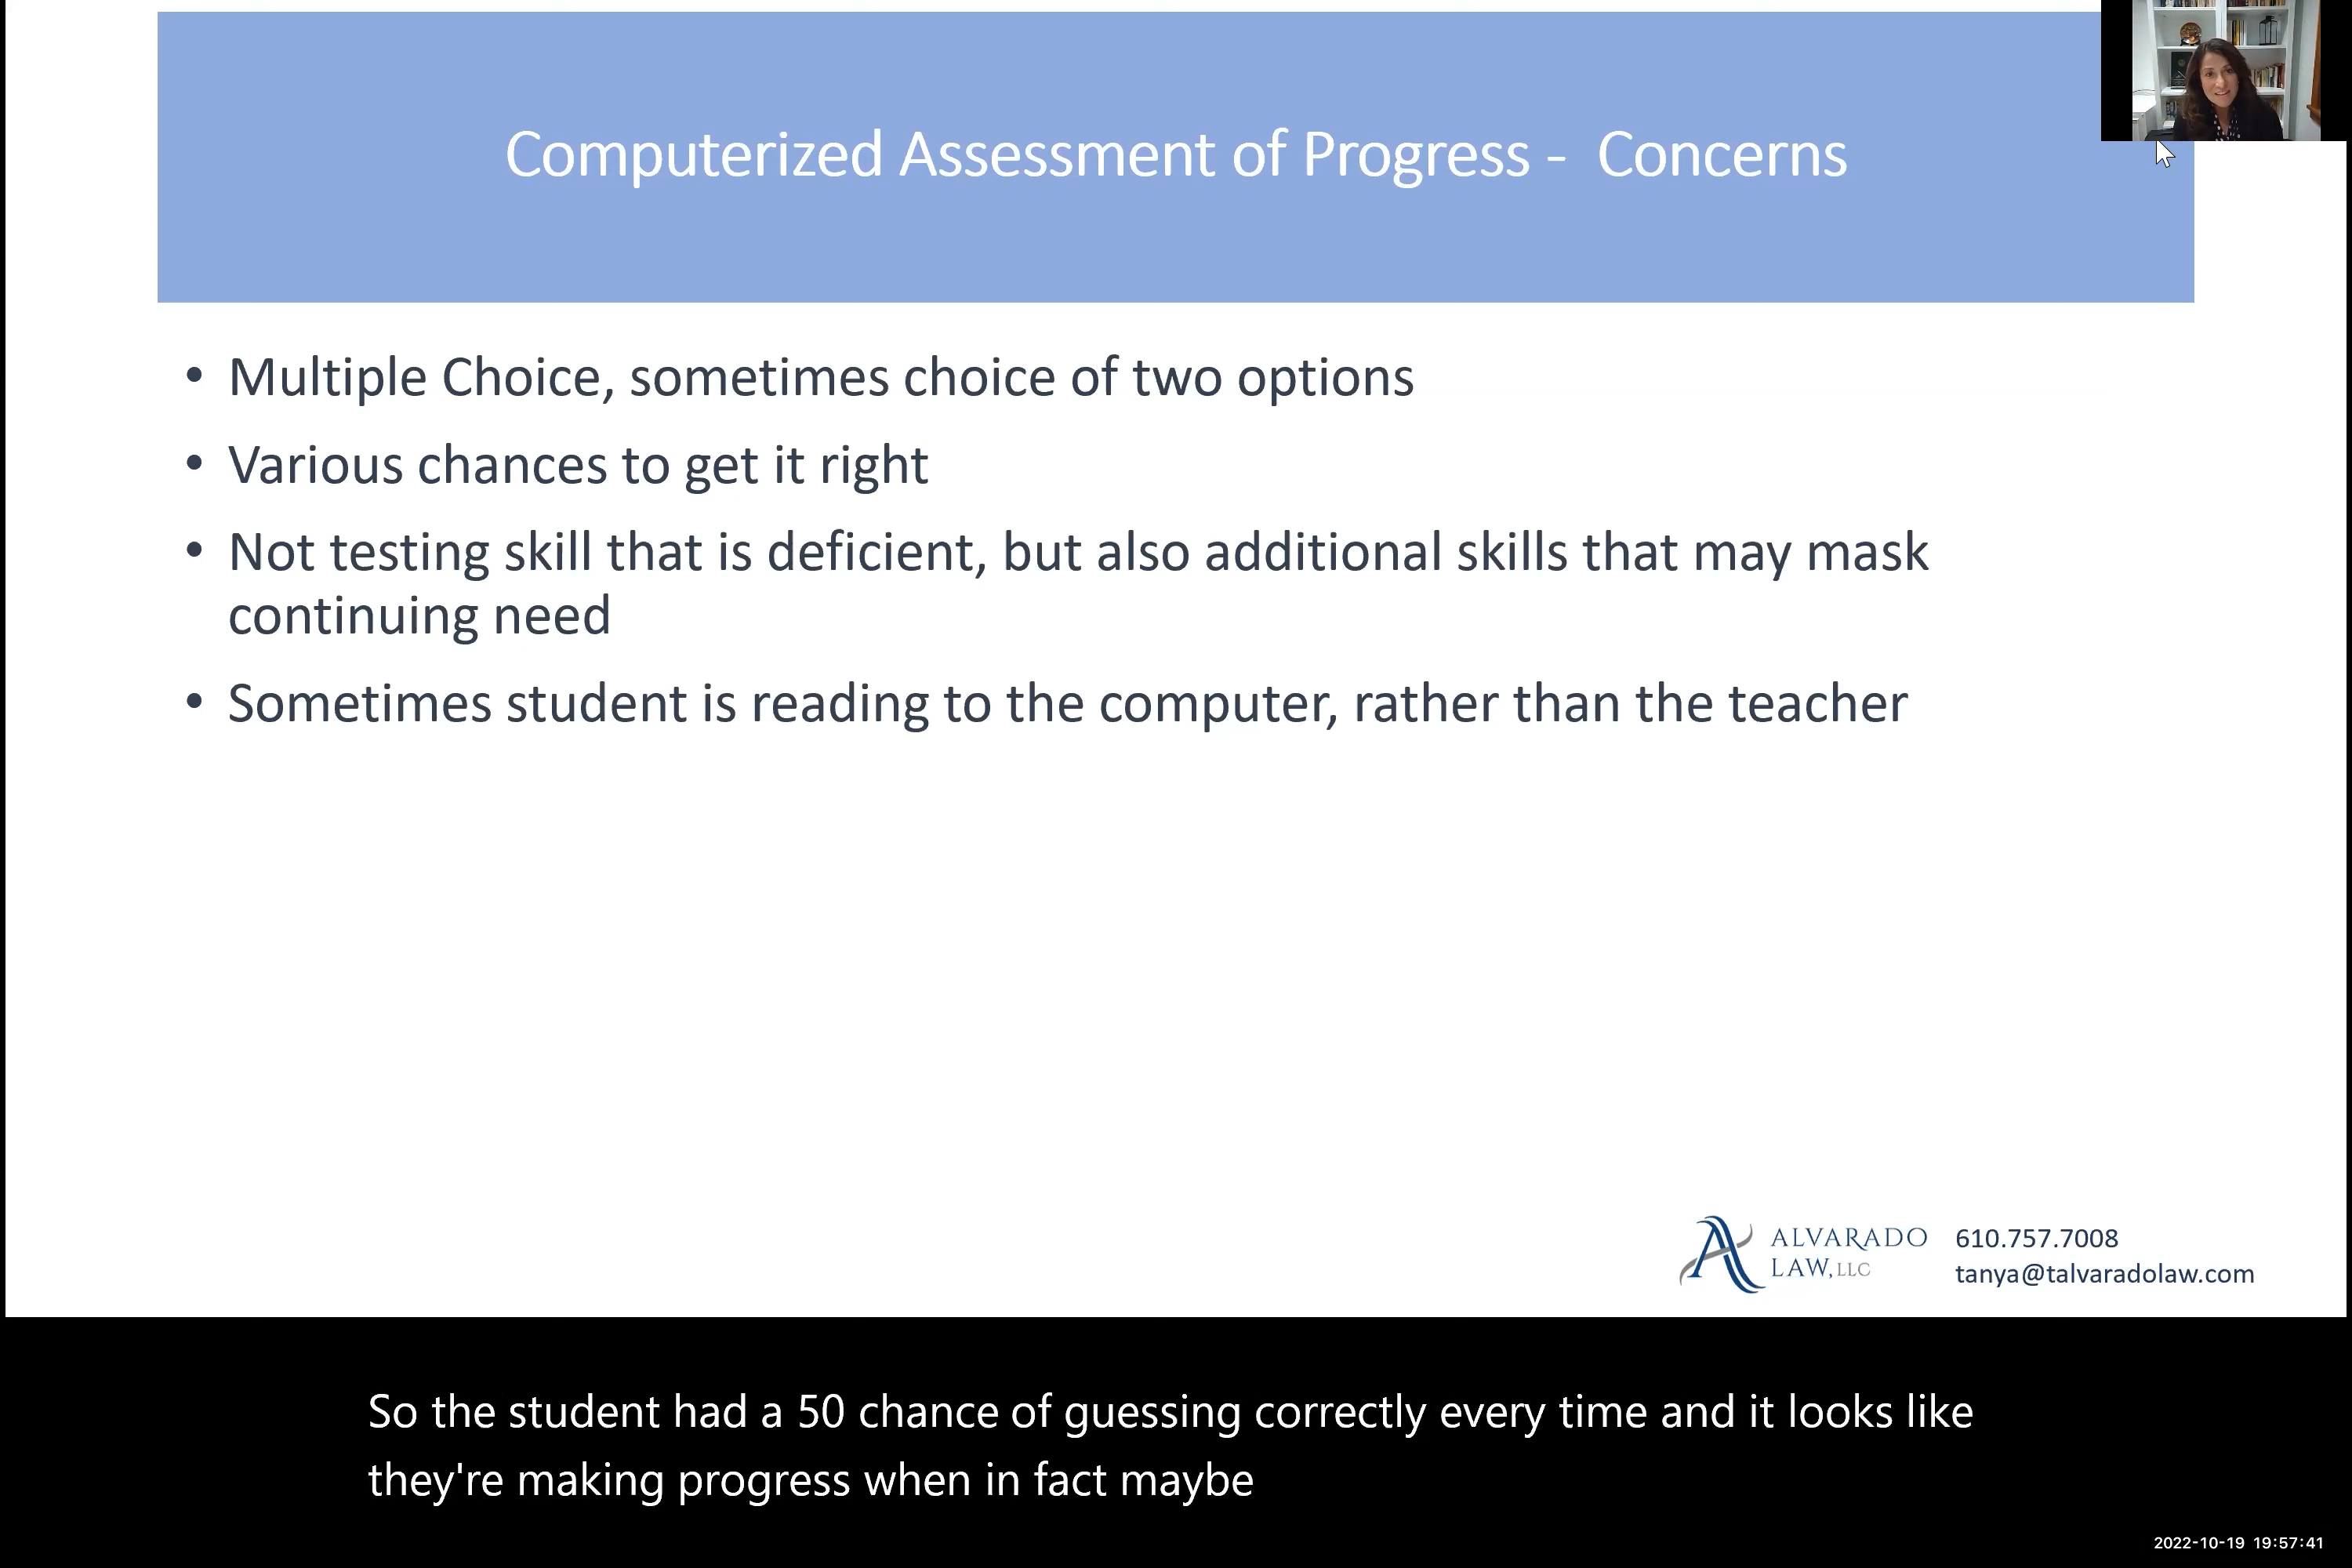 Computerized Assessment of Progress - Concerns
• Multiple Choice, sometimes choice of two options
• Various chances to get it right
• Not testing skill that is deficient, but also additional skills that may mask
continuing need
• Sometimes student is reading to the computer, rather than the teacher
ALVARADO
LAW, LLC
610.757.7008
tanya@talvaradolaw.com
So the student had a 50 chance of guessing correctly every time and it looks like
they're making progress when in fact maybe
2022-10-19 19:57:41